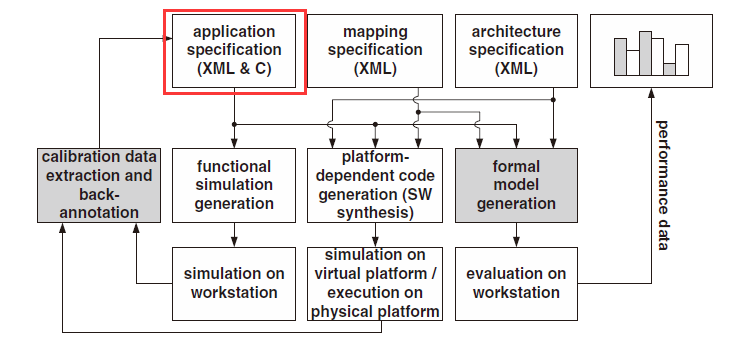 application
specification
(XML & C)
mapping
specification
(XML)
architecture
specification
(XML)
calibration data
extraction and
back-
annotation
functional
simulation
generation
platform-
dependent code
generation (SW
synthesis)
formal
model
generation
performance data
simulation on
workstation
simulation on
virtual platform /
execution on
physical platform
evaluation on
workstation